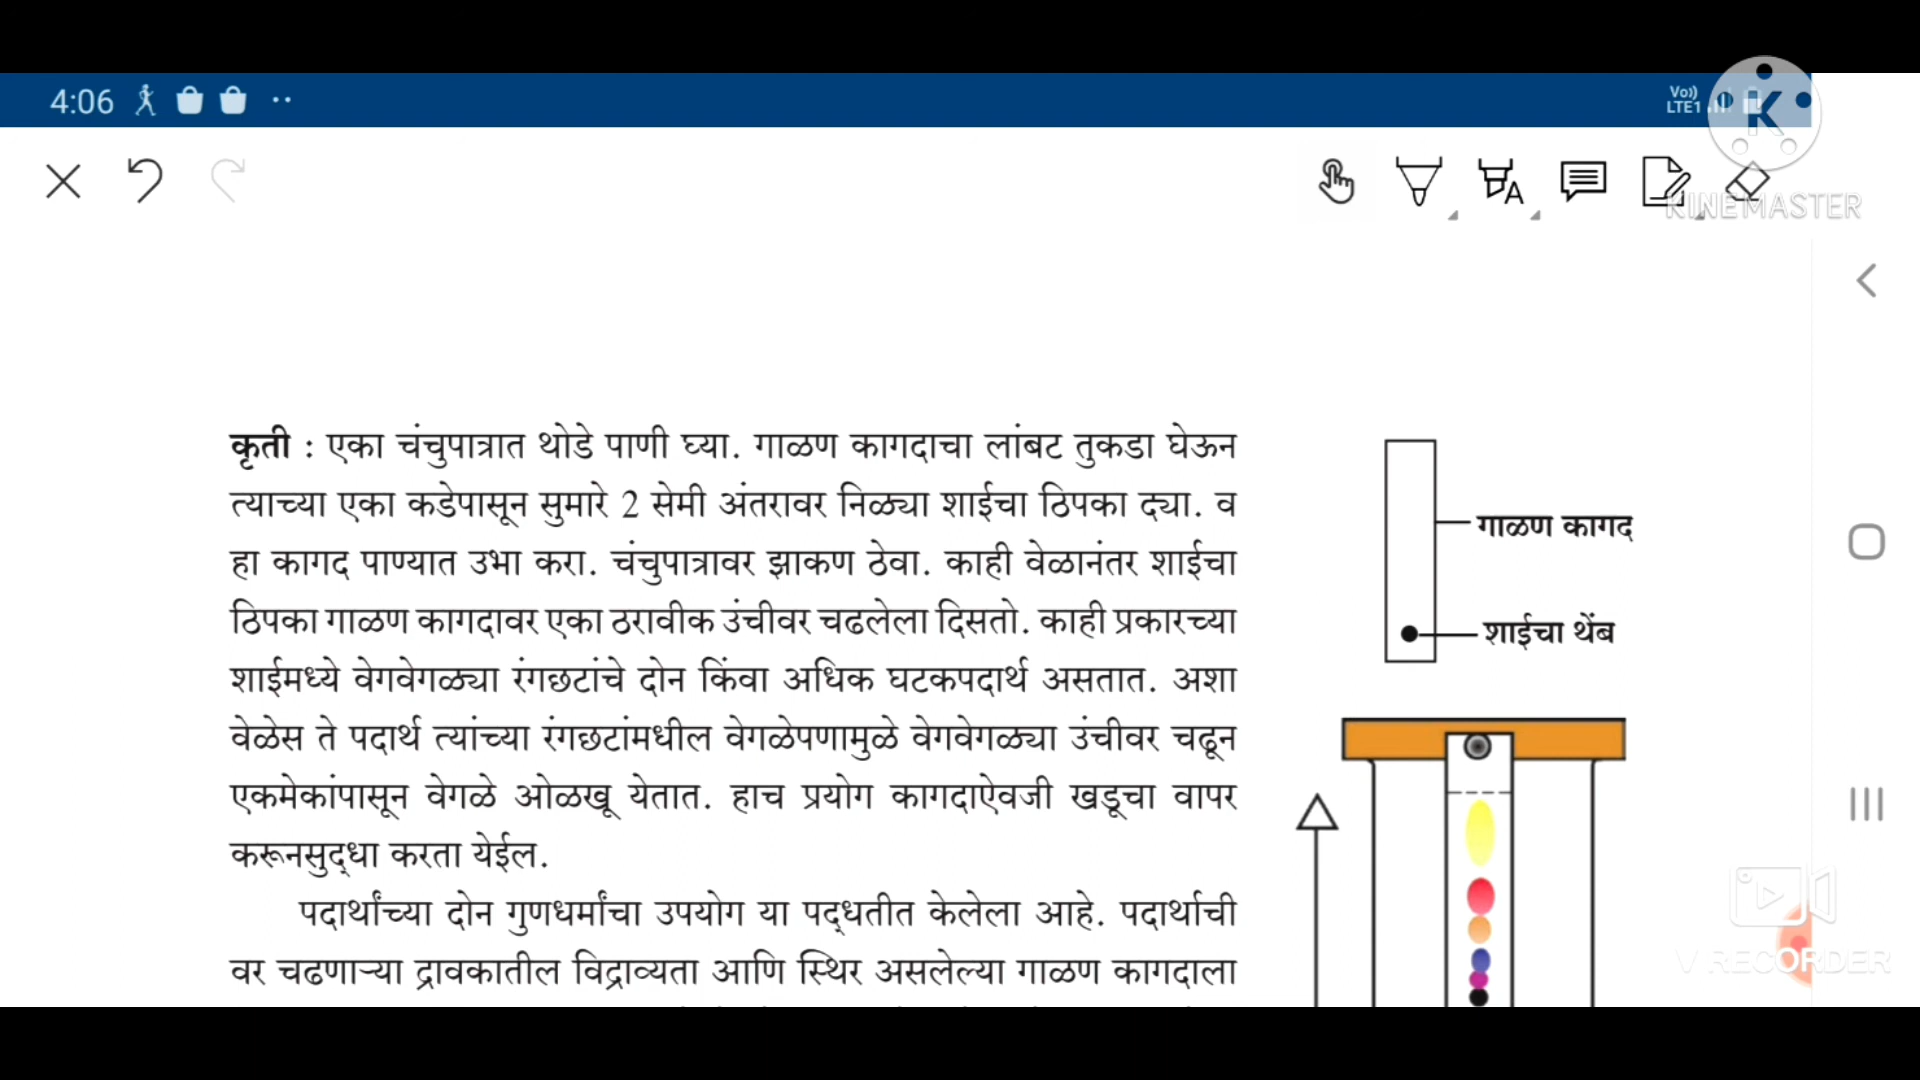 4:06
Vo))
LTE1
K
KINEMASTER
कृती : एका चंचुपात्रात थोडे पाणी घ्या. गाळण कागदाचा लांबट तुकडा घेऊन
त्याच्या एका कडेपासून सुमारे 2 सेमी अंतरावर निळ्या शाईचा ठिपका द्या. व
हा कागद पाण्यात उभा करा. चंचुपात्रावर झाकण ठेवा. काही वेळानंतर शाईचा
ठिपका गाळण कागदावर एका ठरावीक उंचीवर चढलेला दिसतो. काही प्रकारच्या
शाईमध्ये वेगवेगळ्या रंगछटांचे दोन किंवा अधिक घटकपदार्थ असतात. अशा
वेळेस ते पदार्थ त्यांच्या रंगछटांमधील वेगळेपणामुळे वेगवेगळ्या उंचीवर चढून
एकमेकांपासून वेगळे ओळखू येतात. हाच प्रयोग कागदाऐवजी खडूचा वापर
करूनसुद्धा करता येईल.
पदार्थांच्या दोन गुणधर्मांचा उपयोग या पद्धतीत केलेला आहे. पदार्थाची
वर चढणाऱ्या द्रावकातील विद्राव्यता आणि स्थिर असलेल्या गाळण कागदाला
गाळण कागद
शाईचा थेंब
V RECORDER